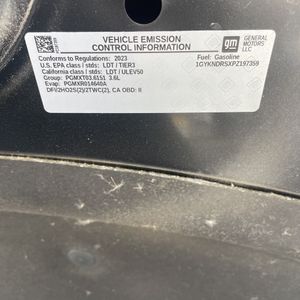 VEHICLE EMISSION
CONTROL INFORMATION
gm
GENERAL
MOTORS LLC
Conforms to Regulations: 2023
U.S. EPA class / stds: LDT / TIER3
California class / stds: LDT / ULEV50
Group: PGMXT03.6151 3.6L
Evap: PGMXR014640A
DFI/2HO2S(2)/2TWC(2), CA OBD: II
Fuel: Gasoline
1GYKNDRSXPZ197359